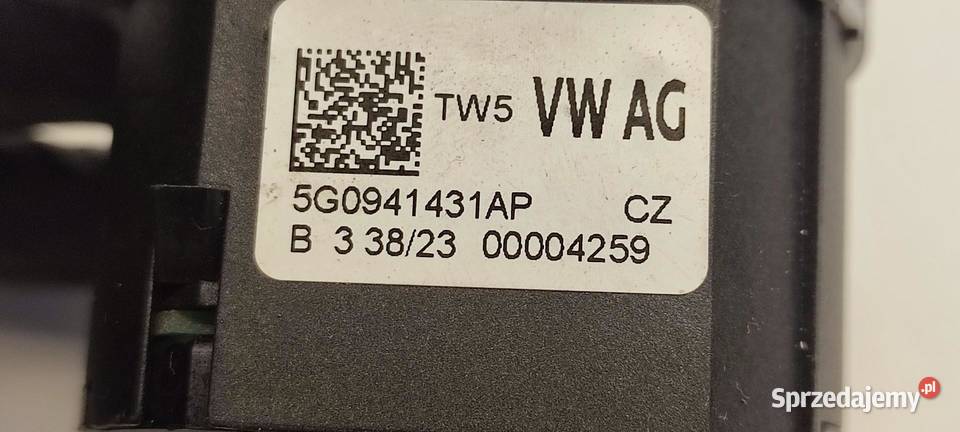 TW5 VW AG
5G0941431AP CZ
B 3 38/23 00004259
Sprzedajemy.pl